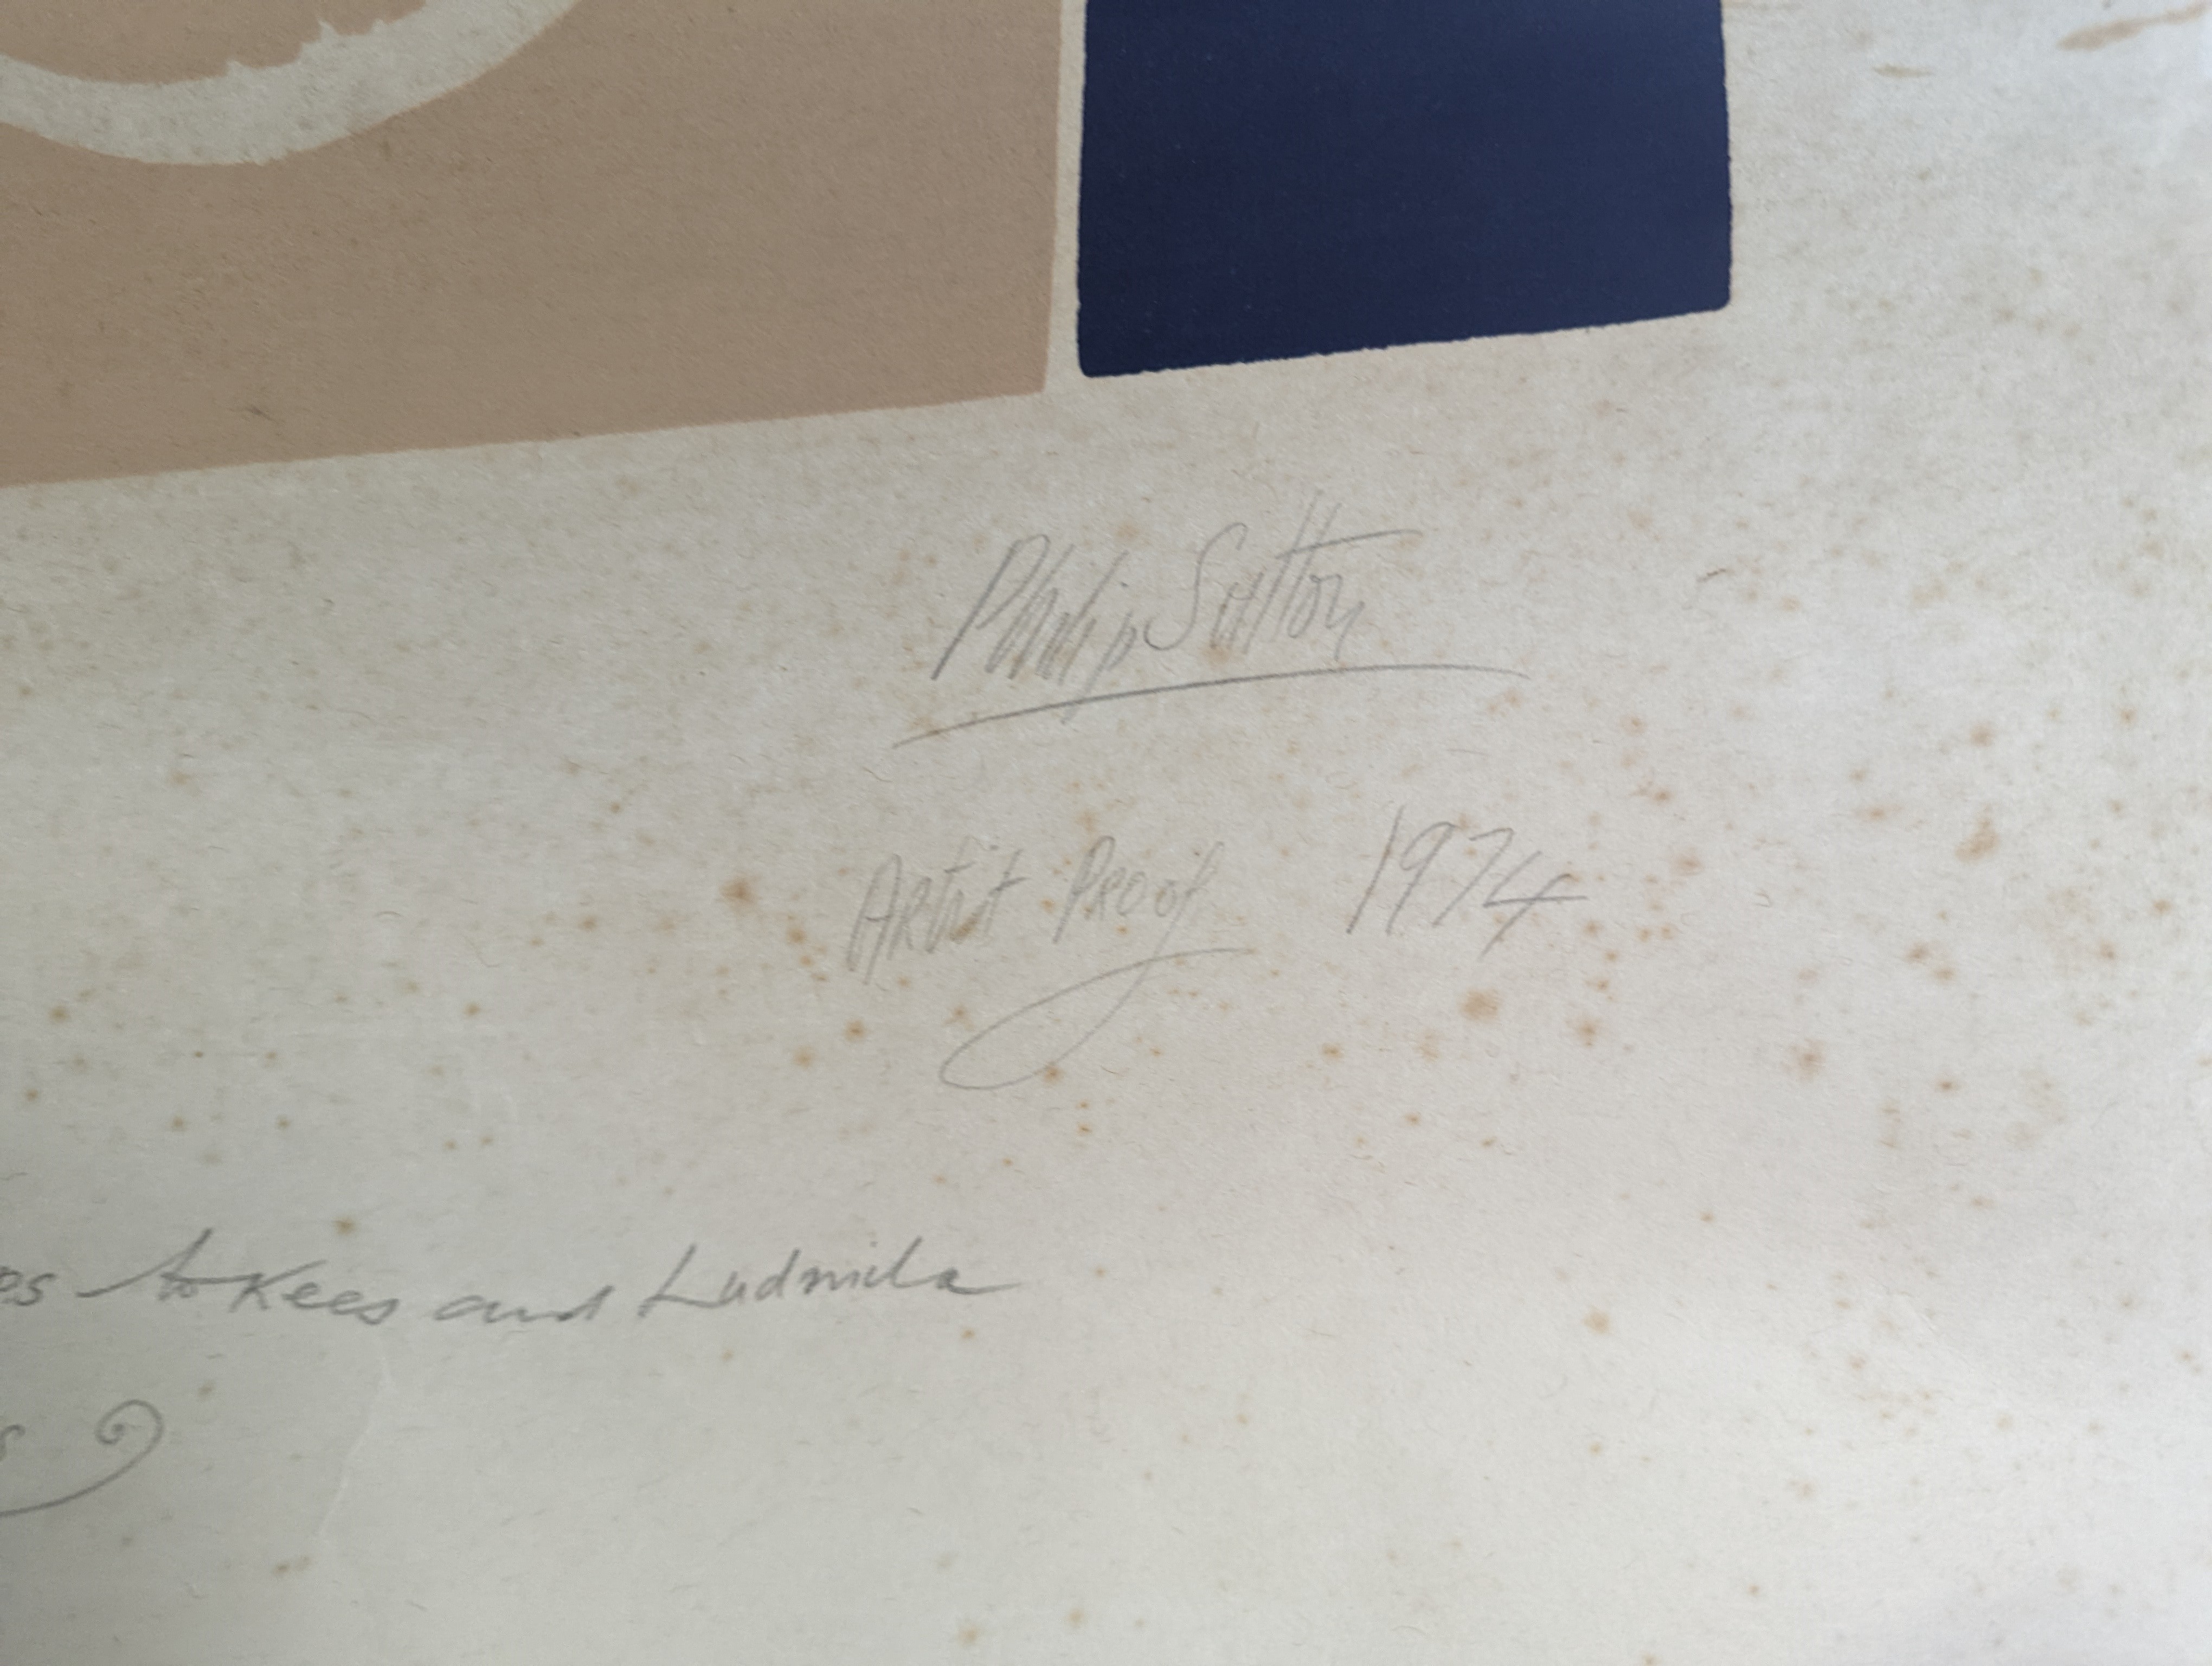 Philip Sutton
Artist Proof 1974
to Kees and Ludmila